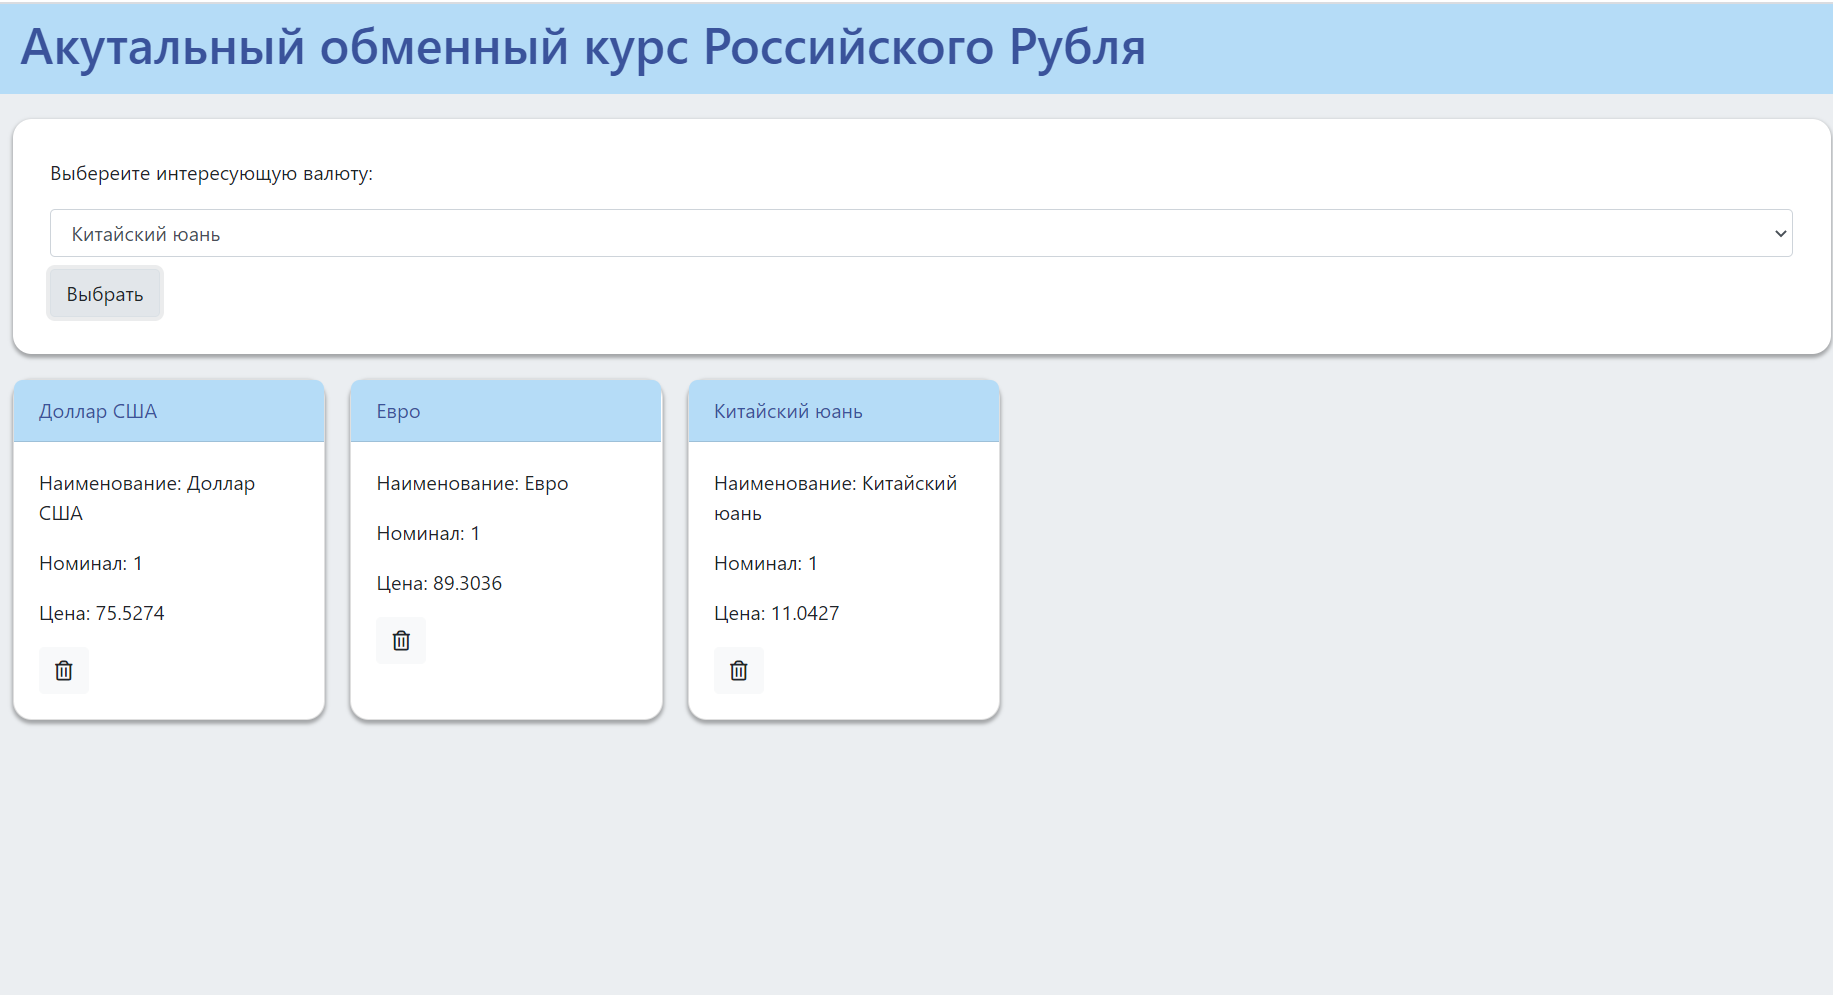 Акутальный обменный курс Российского Рубля
Выбереите интересующую валюту:
Китайский юань
Выбрать
Доллар США
Наименование: Доллар
США
Номинал: 1
Цена: 75.5274
Евро
Наименование: Евро
Номинал: 1
Цена: 89.3036
Китайский юань
Наименование: Китайский
юань
Номинал: 1
Цена: 11.0427